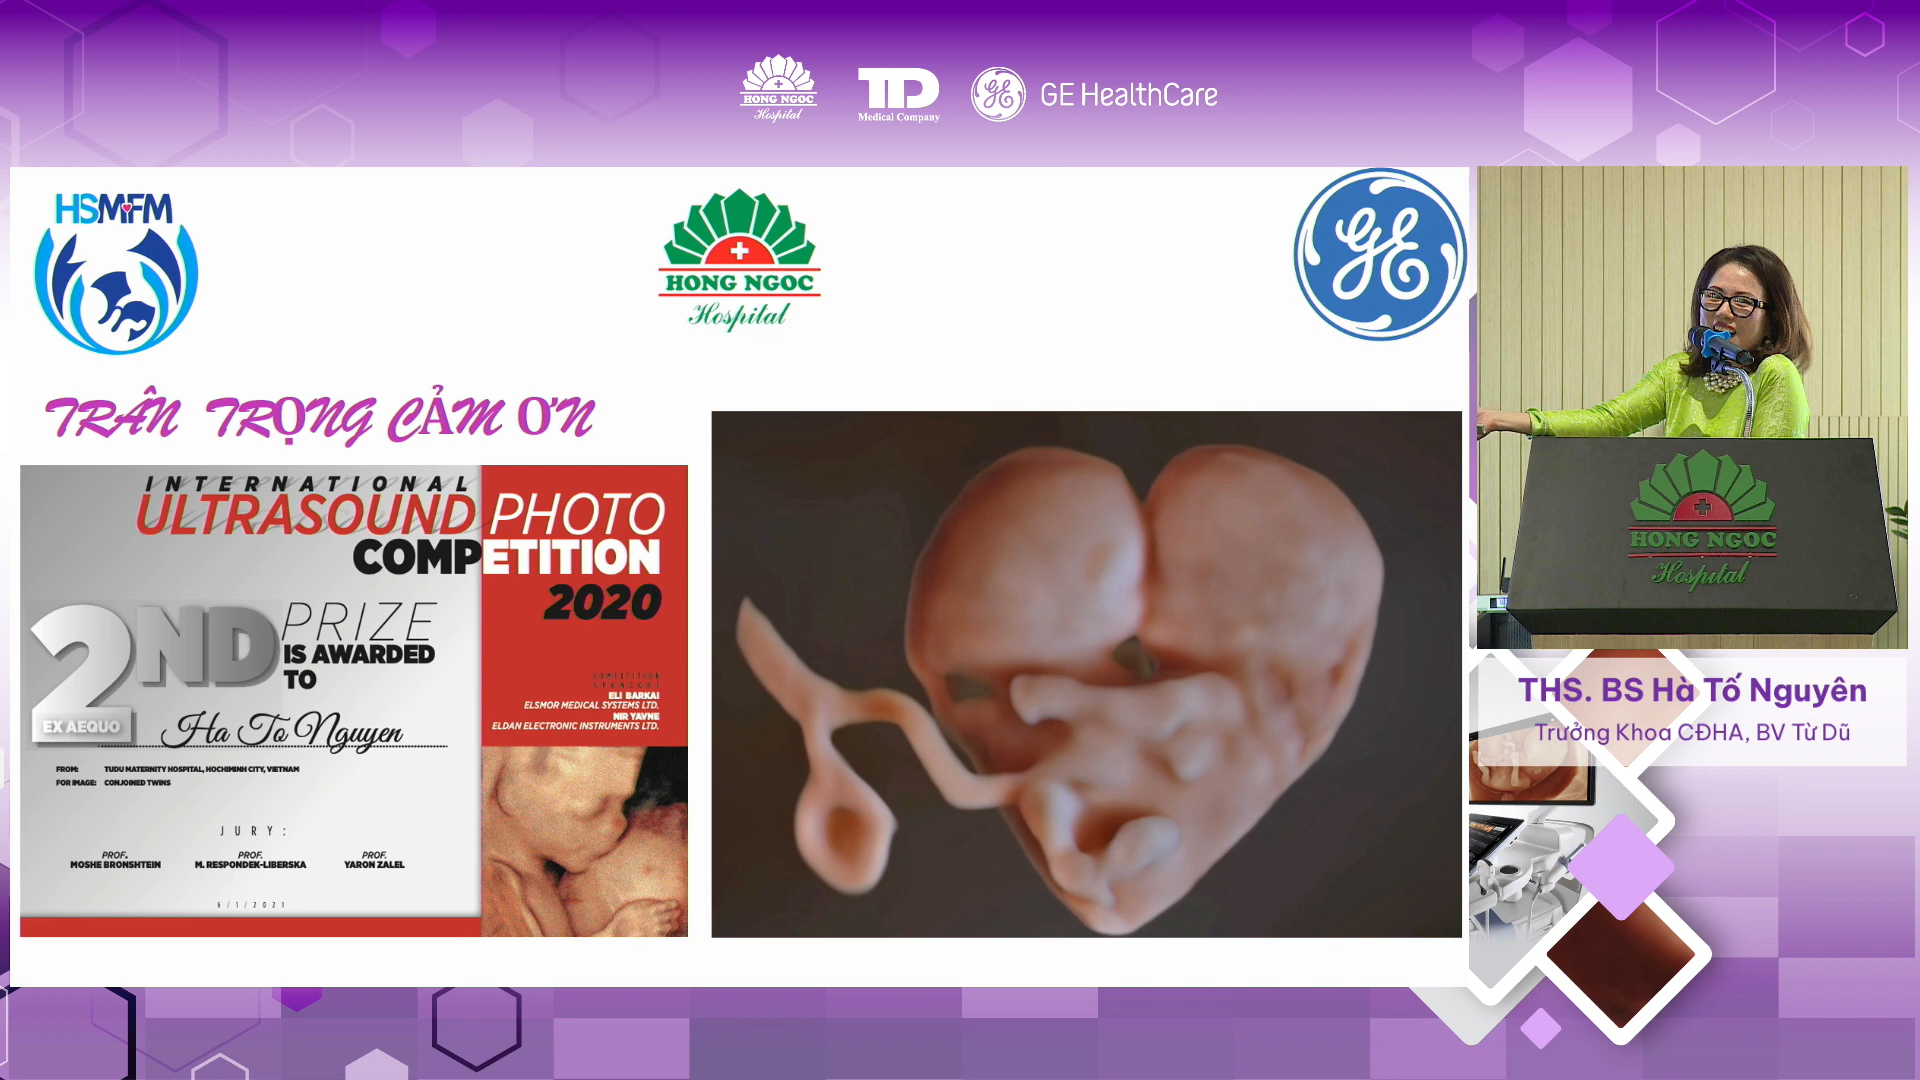 HONG NGOC
Hospital
TD
Medical Company
GE HealthCare
HSMFM
HONG NGOC
Hospital
GE
TRÂN TRỌNG CẢM ƠN
INTERNATIONAL
ULTRASOUND PHOTO
COMPETITION
2020
2ND PRIZE
IS AWARDED
TO
EX AEQUO
Ha To Nguyen
COMPETITION
SPONSORS
ELI BARKAI
ELSMOR MEDICAL SYSTEMS LTD.
NIR YAVNE
ELDAN ELECTRONIC INSTRUMENTS LTD.
FROM: TUDU MATERNITY HOSPITAL, HOCHIMINH CITY, VIETNAM
FOR IMAGE: CONJOINED TWINS
JURY:
PROF. MOSHE BRONSHTEIN
PROF. M. RESPONDEK-LIBERSKA
PROF. YARON ZALEL
6/1/2021
HONG NGOC
Hospital
THS. BS Hà Tố Nguyên
Trưởng Khoa CĐHA, BV Từ Dũ